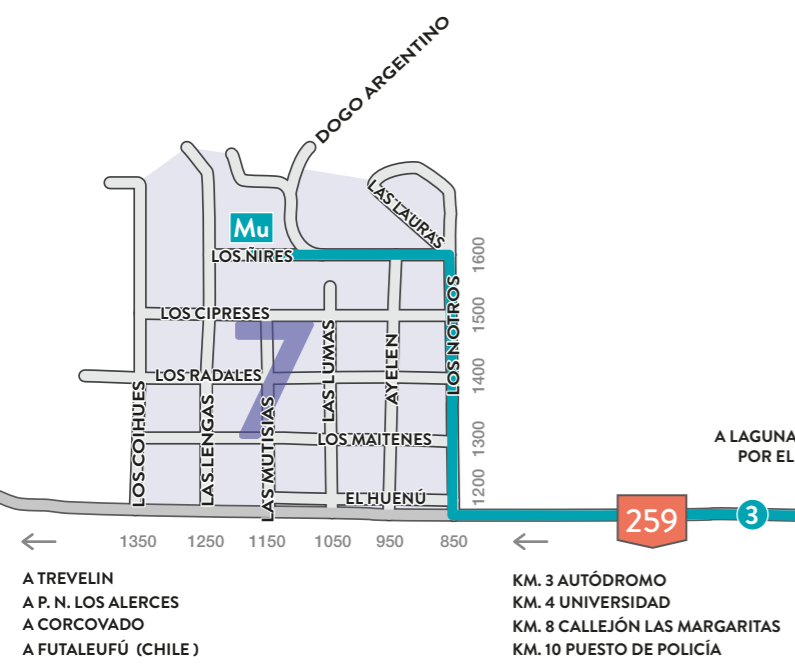 DOGO ARGENTINO
LAS LAURAS
Mu
LOS ÑIRES
1600
LOS CIPRESES
1500
LOS NOTROS
7
LAS LUMAS
AYELEN
LOS RADALES
1400
LOS COIHUES
LAS LENGAS
LAS MUTISIAS
LOS MAITENES
1300
A LAGUNA
POR EL
EL HUENÚ
1200
259
3
1350 1250 1150 1050 950 850
A TREVELIN
A P. N. LOS ALERCES
A CORCOVADO
A FUTALEUFÚ (CHILE )
KM. 3 AUTÓDROMO
KM. 4 UNIVERSIDAD
KM. 8 CALLEJÓN LAS MARGARITAS
KM. 10 PUESTO DE POLICÍA